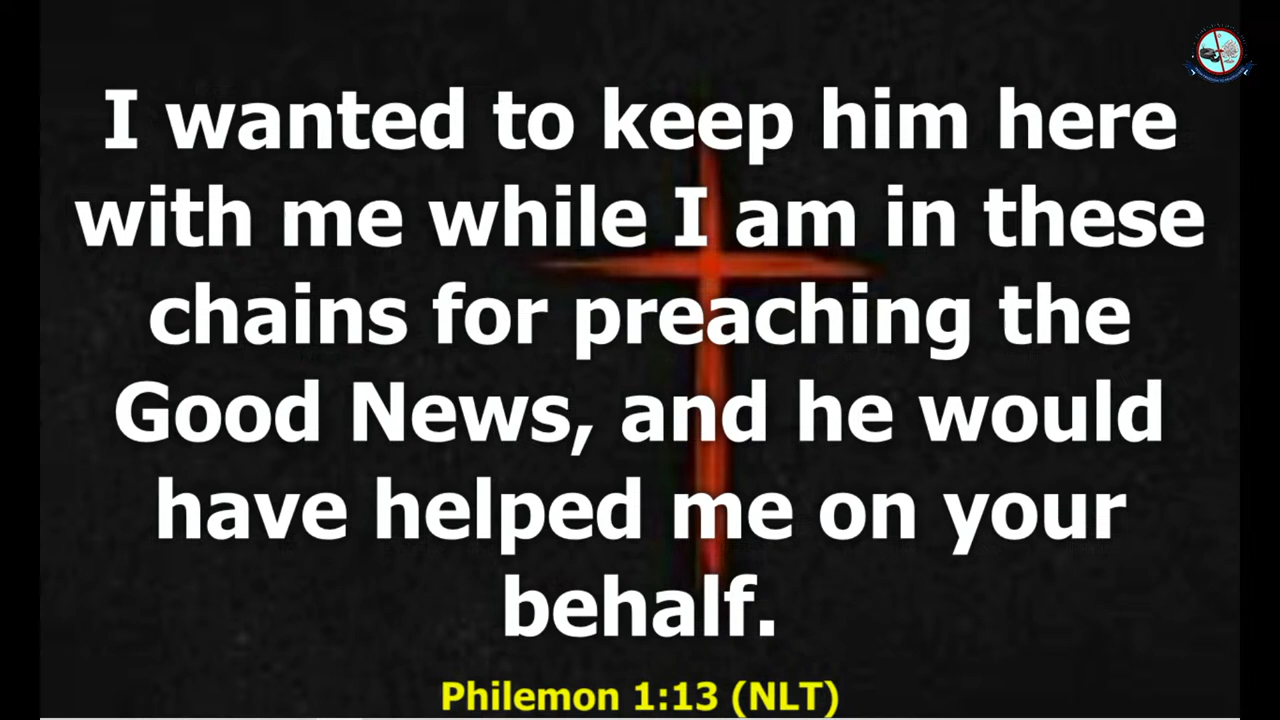 I wanted to keep him here
with me while I am in these
chains for preaching the
Good News, and he would
have helped me on your
behalf.
Philemon 1:13 (NLT)